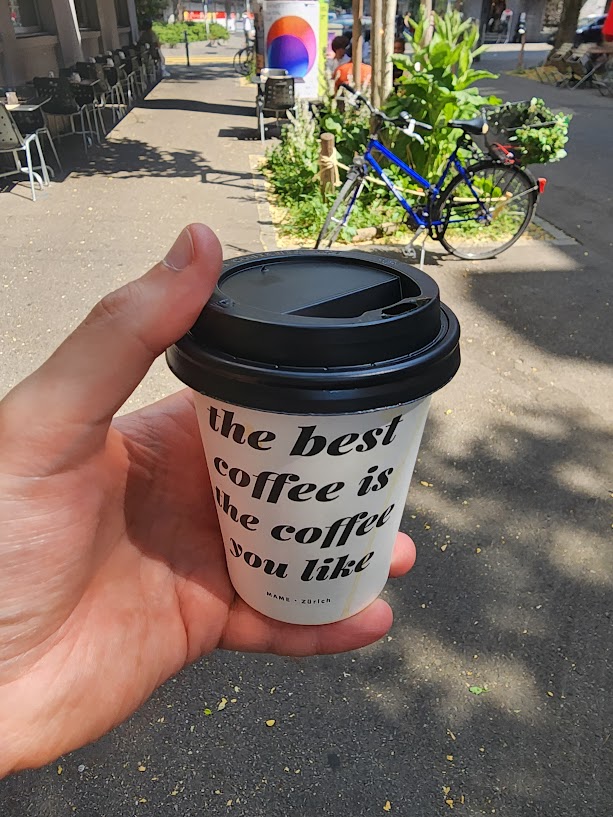 the best
coffee is
the coffee
you like
MAME - Zürich